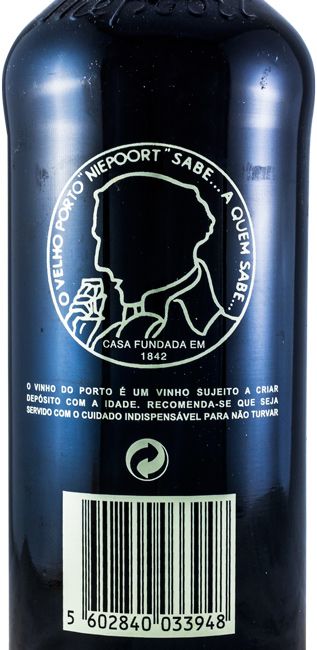 Niepoort
O VELHO PORTO "NIEPOORT" SABE... A QUEM SABE...
CASA FUNDADA EM
1842
O VINHO DO PORTO É UM VINHO SUJEITO A CRIAR
DEPÓSITO COM A IDADE. RECOMENDA-SE QUE SEJA
SERVIDO COM O CUIDADO INDISPENSÁVEL PARA NÃO TURVAR
5 602840 033948